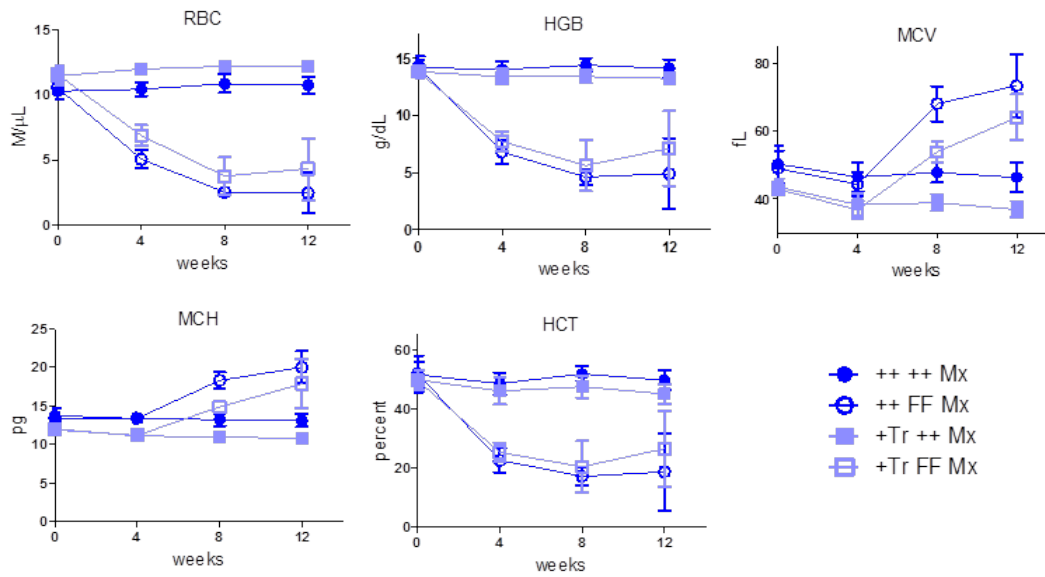 RBC
15
10
5
0
M/μL
0 4 8 12
weeks
HGB
15
10
5
0
g/dL
0 4 8 12
weeks
MCV
80
60
40
fL
0 4 8 12
weeks
MCH
25
20
15
10
5
0
pg
0 4 8 12
weeks
HCT
60
40
20
0
percent
0 4 8 12
weeks
++ ++ Mx
++ FF Mx
+Tr ++ Mx
+Tr FF Mx